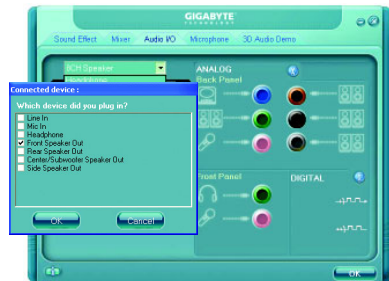 GIGABYTE
TECHNOLOGY
Sound Effect Mixer Audio I/O Microphone 3D Audio Demo
8CH Speaker
Headphone
ANALOG
Back Panel
Connected device :
Which device did you plug in?
Line In
Mic In
Headphone
Front Speaker Out
Rear Speaker Out
Center/Subwoofer Speaker Out
Side Speaker Out
OK Cancel
Front Panel
DIGITAL
OK